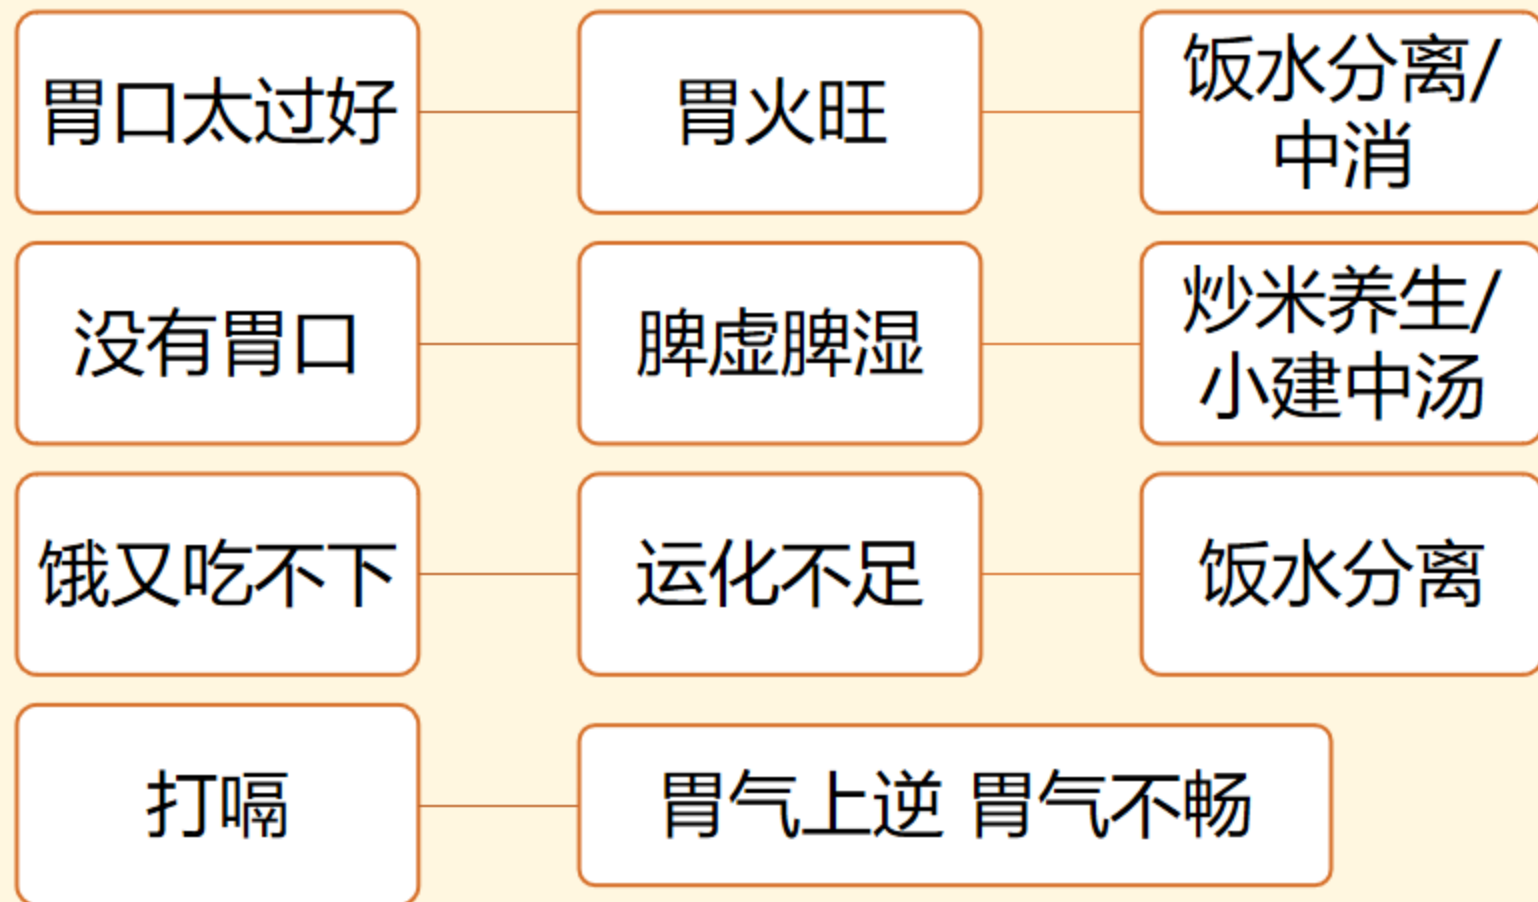 胃口太过好
胃火旺
饭水分离/
中消
没有胃口
脾虚脾湿
炒米养生/
小建中汤
饿又吃不下
运化不足
饭水分离
打嗝
胃气上逆 胃气不畅